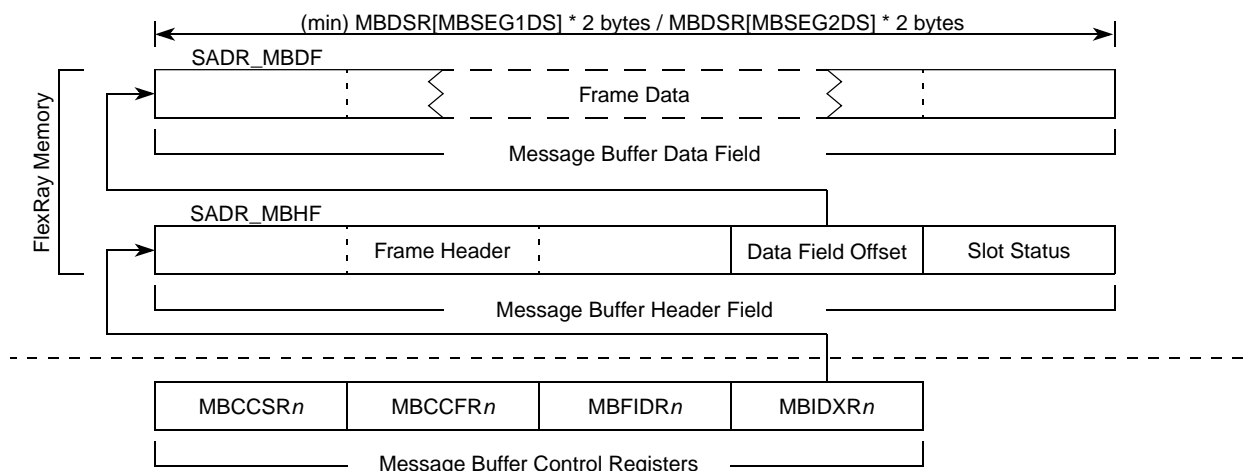 (min) MBDSR[MBSEG1DS] * 2 bytes / MBDSR[MBSEG2DS] * 2 bytes
SADR_MBDF
Frame Data
Message Buffer Data Field
FlexRay Memory
SADR_MBHF
Frame Header
Data Field Offset
Slot Status
Message Buffer Header Field
MBCCSRn
MBCCFRn
MBFIDRn
MBIDXRn
Message Buffer Control Registers